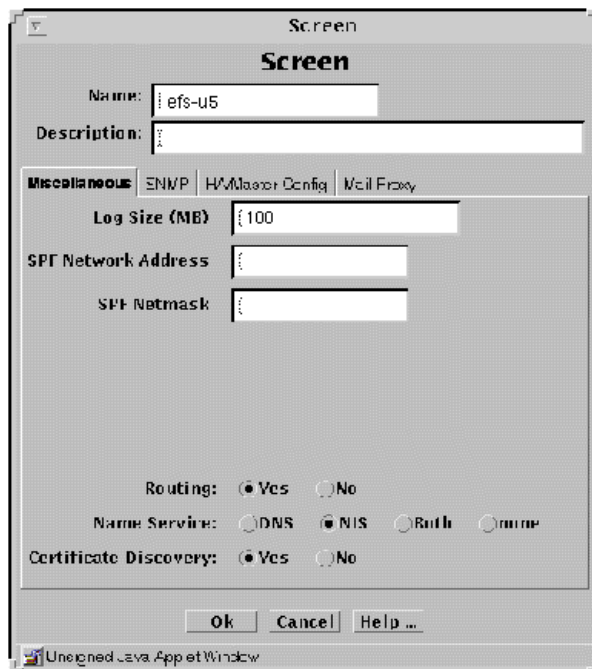 Screen
Screen
Name: efs-u5
Description:
Miscellaneous SNMP HA/Master Config Mail Proxy
Log Size (MB) 100
SPF Network Address
SPF Netmask
Routing: Yes No
Name Service: DNS NIS Both none
Certificate Discovery: Yes No
Ok Cancel Help ...
Unsigned Java Applet Window